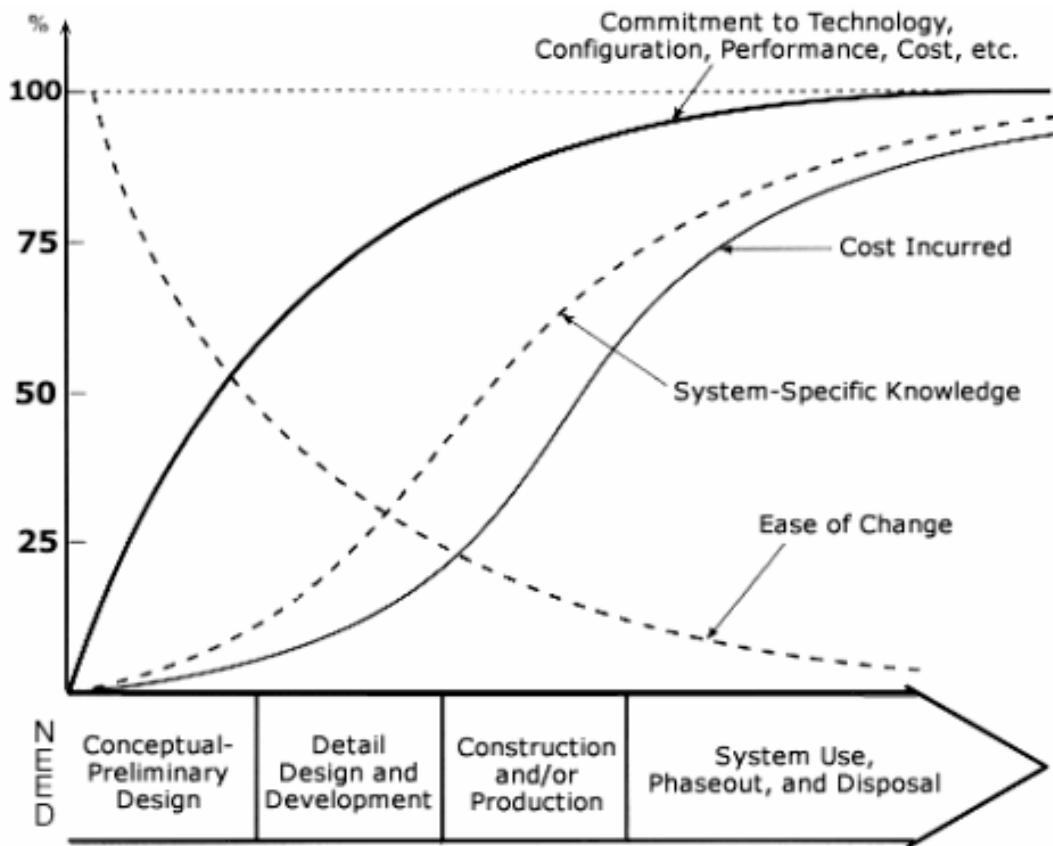 %
Commitment to Technology,
Configuration, Performance, Cost, etc.
100
75
Cost Incurred
50
System-Specific Knowledge
25
Ease of Change
NEED
Conceptual-
Preliminary
Design
Detail
Design and
Development
Construction
and/or
Production
System Use,
Phaseout, and Disposal